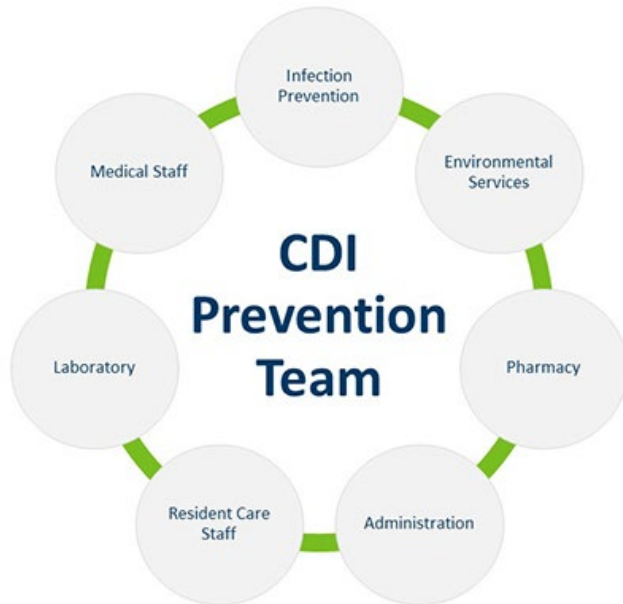 Infection
Prevention
Environmental
Services
Pharmacy
Administration
Resident Care
Staff
Laboratory
Medical Staff
CDI
Prevention
Team